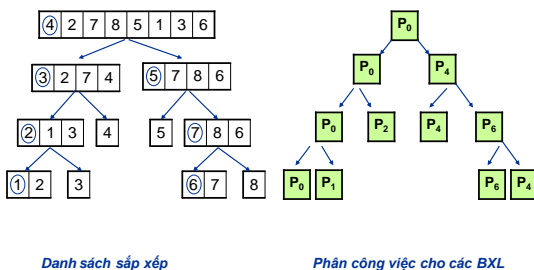 4 2 7 8 5 1 3 6
P0
3 2 7 4
5 7 8 6
P0
P4
2 1 3
4
5
7 8 6
P0
P2
P4
P6
1 2
3
6 7
8
P0
P1
P6
P4
Danh sách sắp xếp
Phân công việc cho các BXL